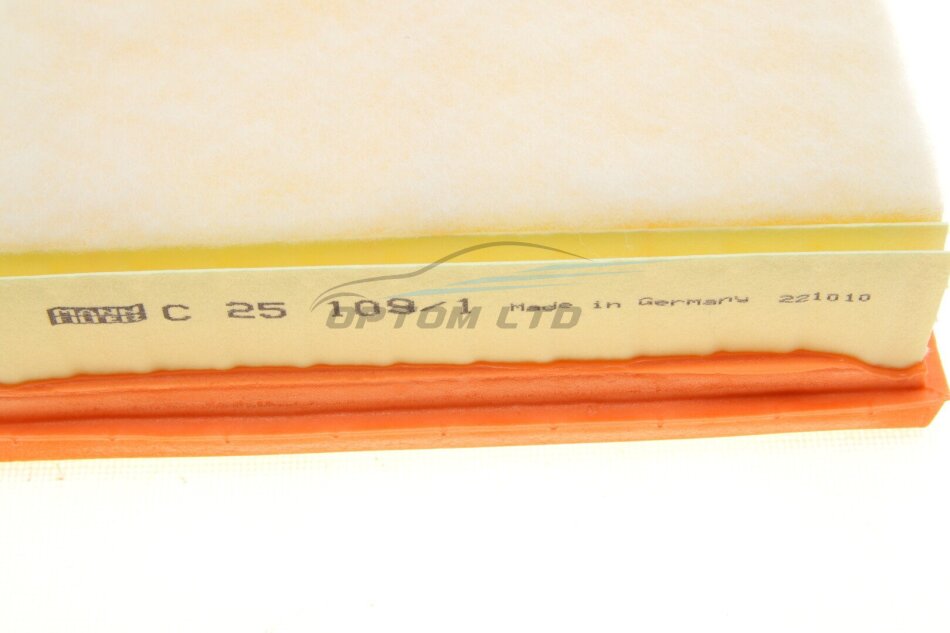 MANN FILTER C 25 109/1 Made in Germany 221010
OPTOM LTD